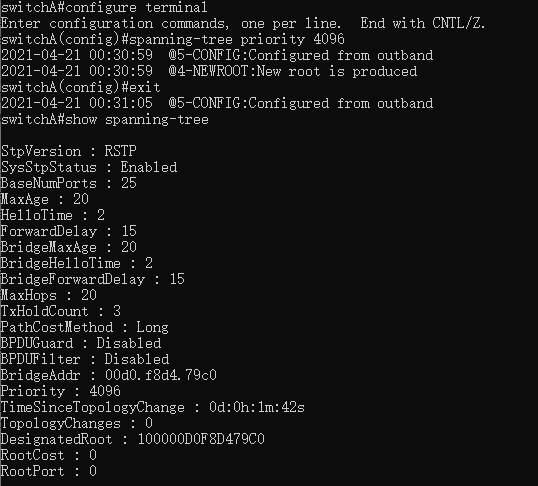 switchA#configure terminal
Enter configuration commands, one per line.  End with CNTL/Z.
switchA(config)#spanning-tree priority 4096
2021-04-21 00:30:59  @5-CONFIG:Configured from outband
2021-04-21 00:30:59  @4-NEWROOT:New root is produced
switchA(config)#exit
2021-04-21 00:31:05  @5-CONFIG:Configured from outband
switchA#show spanning-tree
StpVersion : RSTP
SysStpStatus : Enabled
BaseNumPorts : 25
MaxAge : 20
HelloTime : 2
ForwardDelay : 15
BridgeMaxAge : 20
BridgeHelloTime : 2
BridgeForwardDelay : 15
MaxHops : 20
TxHoldCount : 3
PathCostMethod : Long
BPDUGuard : Disabled
BPDUFilter : Disabled
BridgeAddr : 00d0.f8d4.79c0
Priority : 4096
TimeSinceTopologyChange : 0d:0h:1m:42s
TopologyChanges : 0
DesignatedRoot : 100000D0F8D479C0
RootCost : 0
RootPort : 0